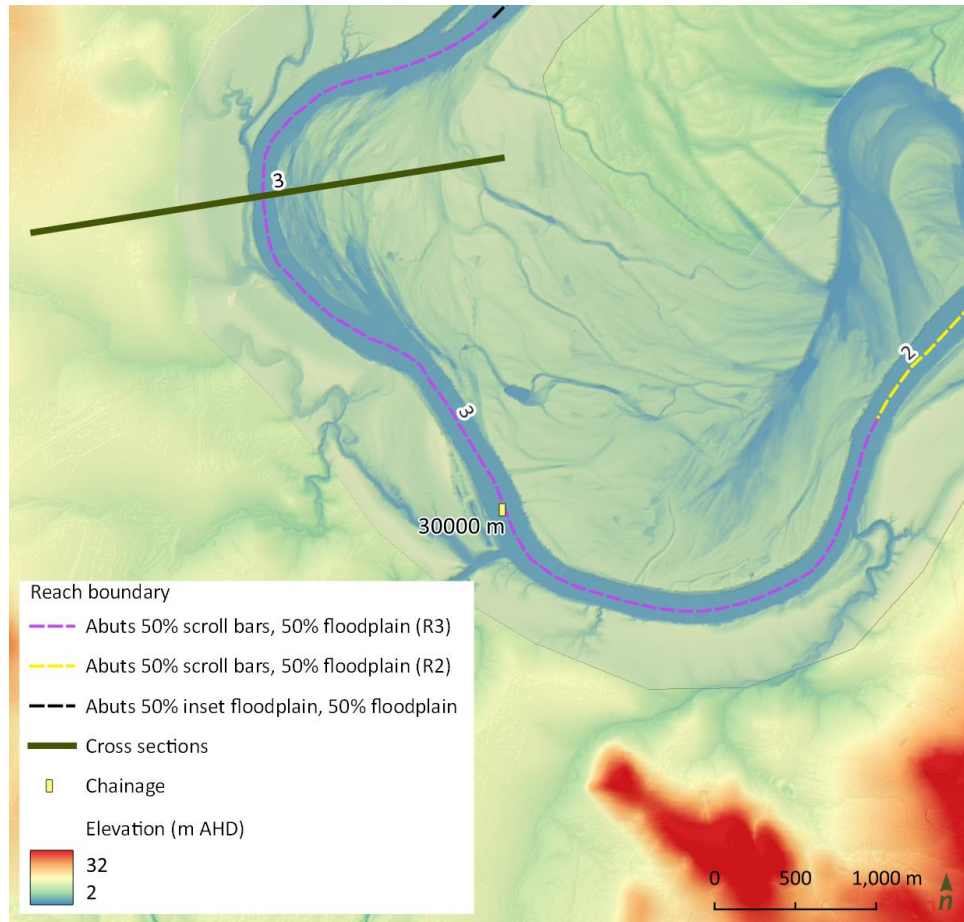 3
2
3
30000 m
Reach boundary
Abuts 50% scroll bars, 50% floodplain (R3)
Abuts 50% scroll bars, 50% floodplain (R2)
Abuts 50% inset floodplain, 50% floodplain
Cross sections
Chainage
Elevation (m AHD)
32
2
0 500 1,000 m
n